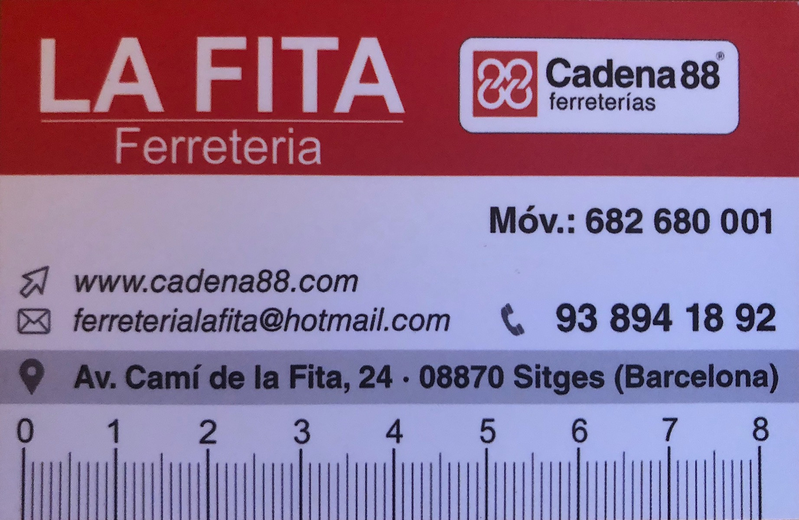 LA FITA
Ferreteria
Cadena88®
ferreterías
Móv.: 682 680 001
www.cadena88.com
ferreterialafita@hotmail.com
93 894 18 92
Av. Camí de la Fita, 24 · 08870 Sitges (Barcelona)
0 1 2 3 4 5 6 7 8